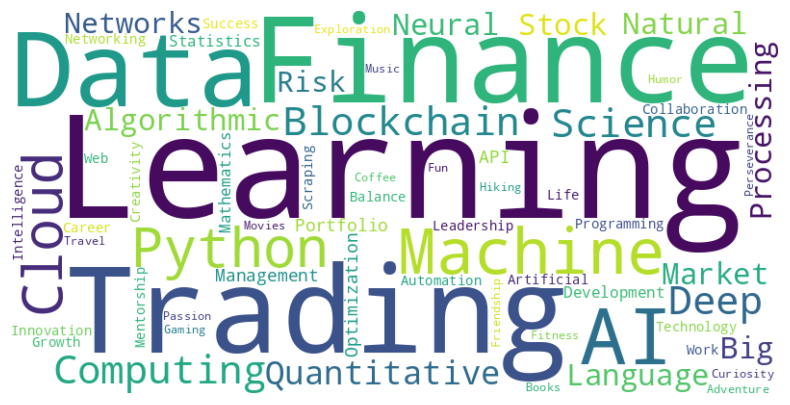 Networks
Success
Exploration
Neural
Stock
Natural
Networking
Statistics
Data
Finance
Risk
Music
Humor
Processing
Algorithmic
Blockchain
Science
Collaboration
Perseverance
Learning
Web
Creativity
Mathematics
Scraping
API
Fun
Coffee
Hiking
Balance
Life
Intelligence
Cloud
Career
Travel
Movies
Portfolio
Leadership
Programming
Python
Machine
Market
Management
Optimization
Automation
Artificial
Development
Deep
Trading
Mentorship
Passion
Gaming
Friendship
Fitness
AI
Technology
Innovation
Growth
Work
Big
Computing
Quantitative
Language
Curiosity
Books
Adventure